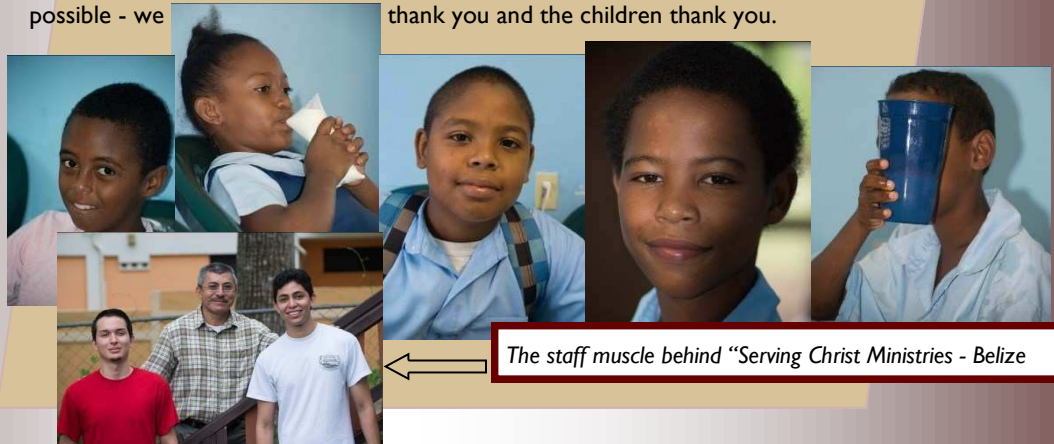 possible - we thank you and the children thank you.
The staff muscle behind “Serving Christ Ministries - Belize